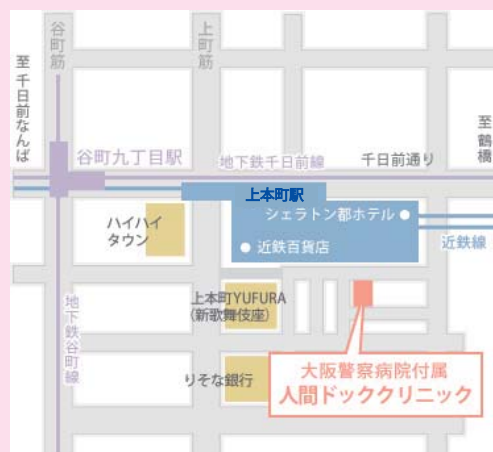 谷町筋
上町筋
至 千日前なんば
至 鶴橋
谷町九丁目駅
地下鉄千日前線
千日前通り
上本町駅
シェラトン都ホテル
ハイハイ
タウン
近鉄百貨店
近鉄線
地下鉄谷町線
上本町YUFURA
(新歌舞伎座)
りそな銀行
大阪警察病院付属
人間ドッククリニック